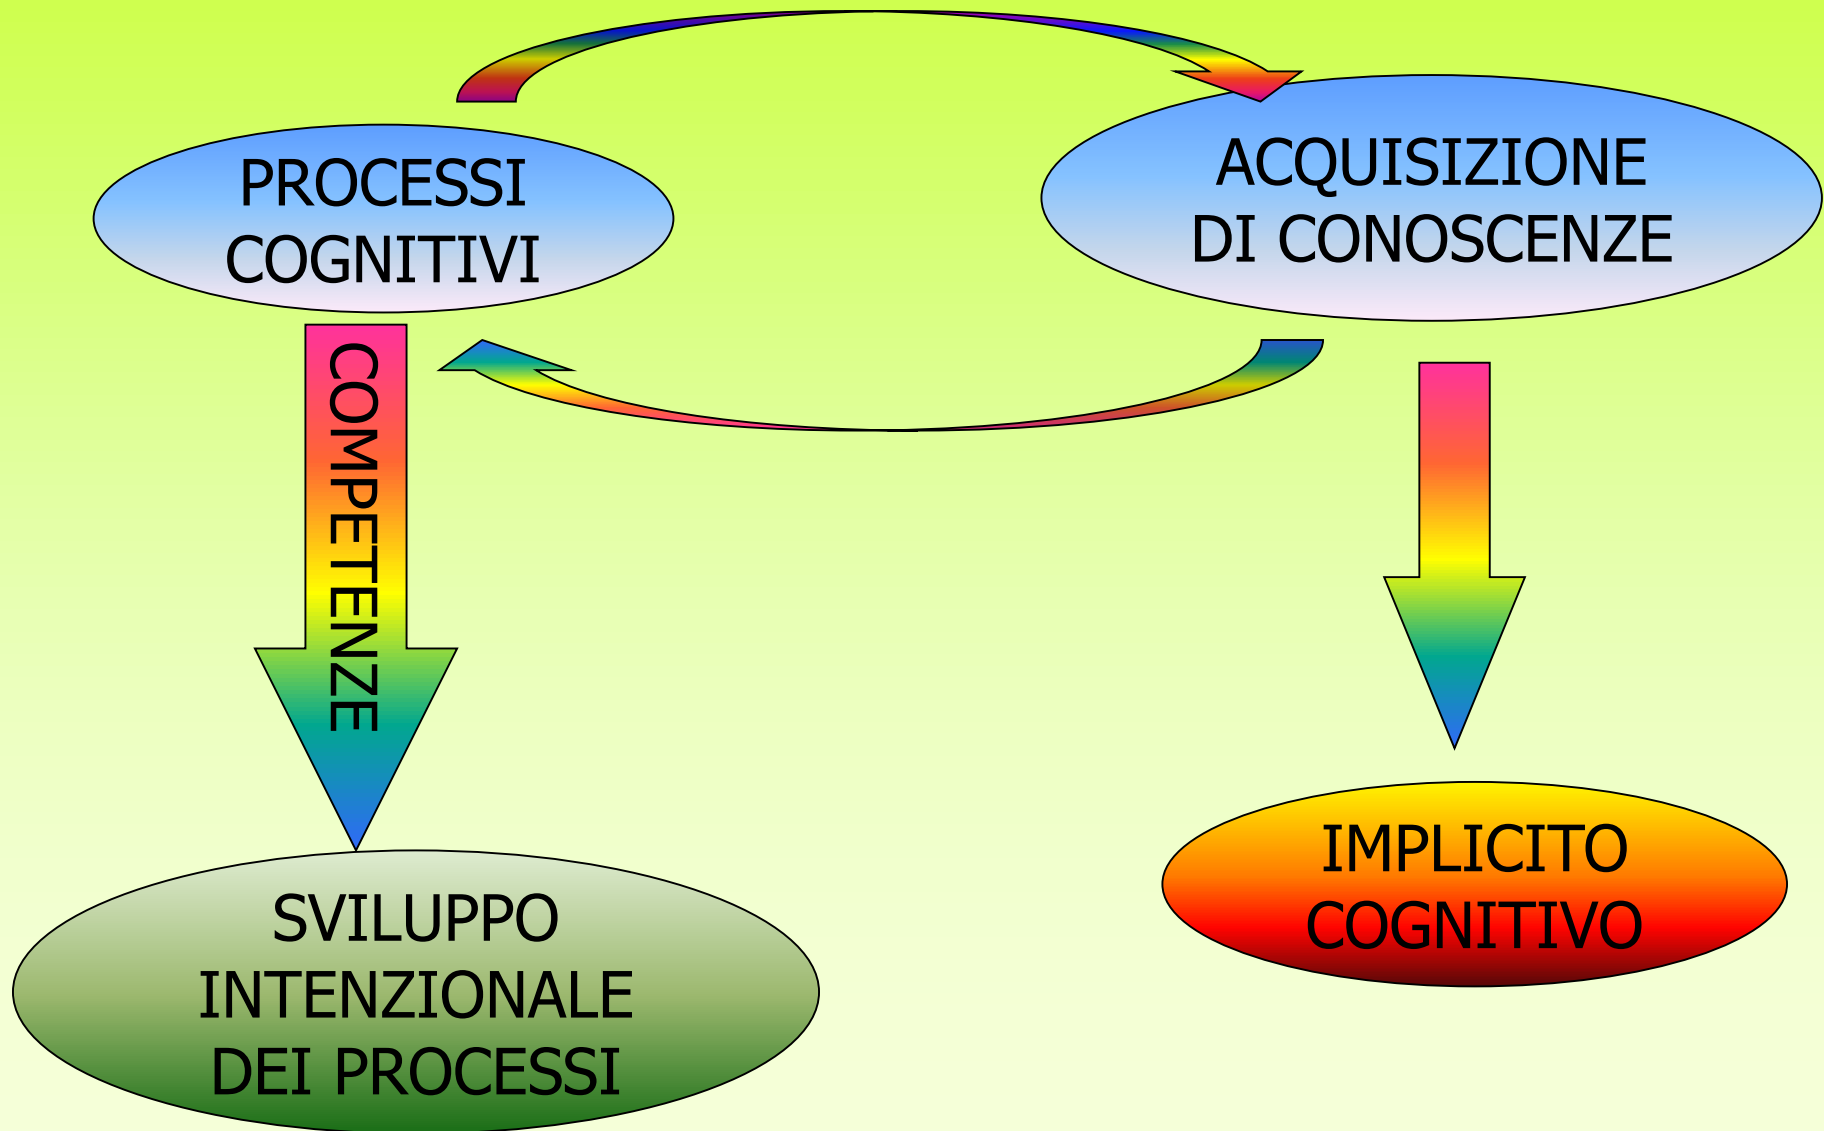 PROCESSI
COGNITIVI
ACQUISIZIONE
DI CONOSCENZE
COMPETENZE
IMPLICITO
COGNITIVO
SVILUPPO
INTENZIONALE
DEI PROCESSI